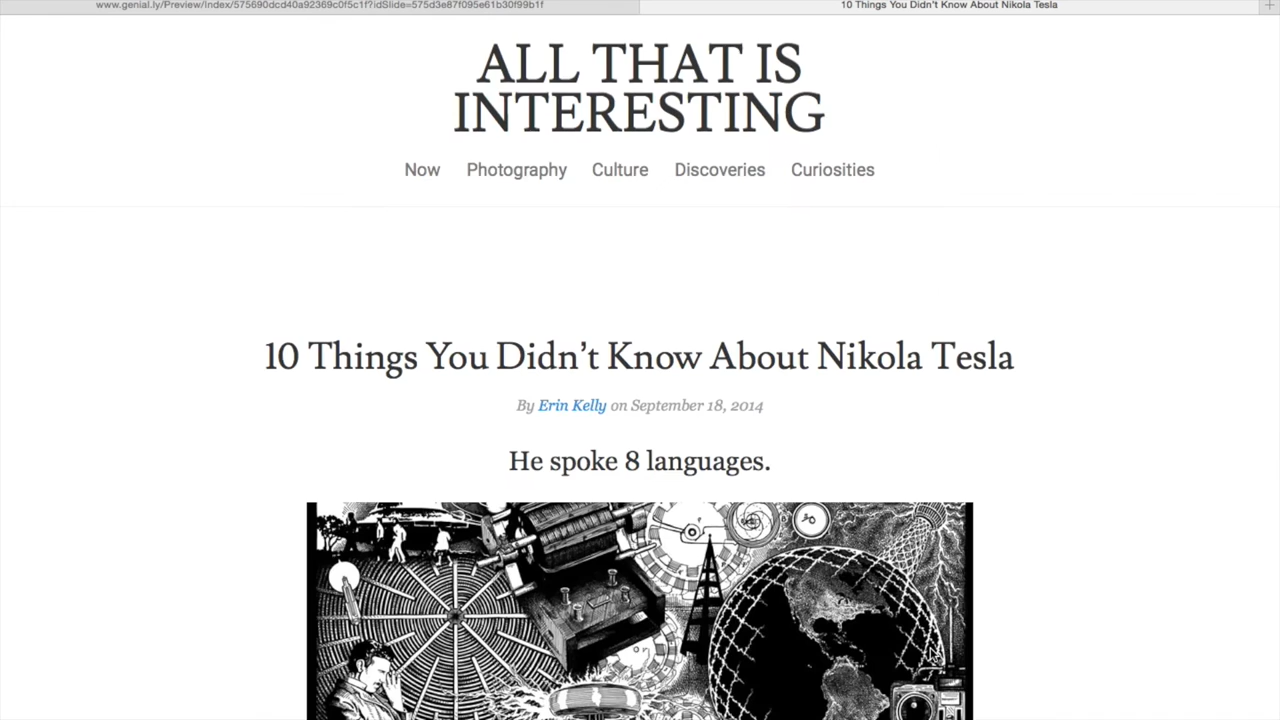 www.genial.ly/Preview/Index/575690dcd40a92369c0f5c1f?idSlide=575d3e87f095e61b30f99b1f
10 Things You Didn't Know About Nikola Tesla
ALL THAT IS
INTERESTING
Now Photography Culture Discoveries Curiosities
10 Things You Didn't Know About Nikola Tesla
By Erin Kelly on September 18, 2014
He spoke 8 languages.